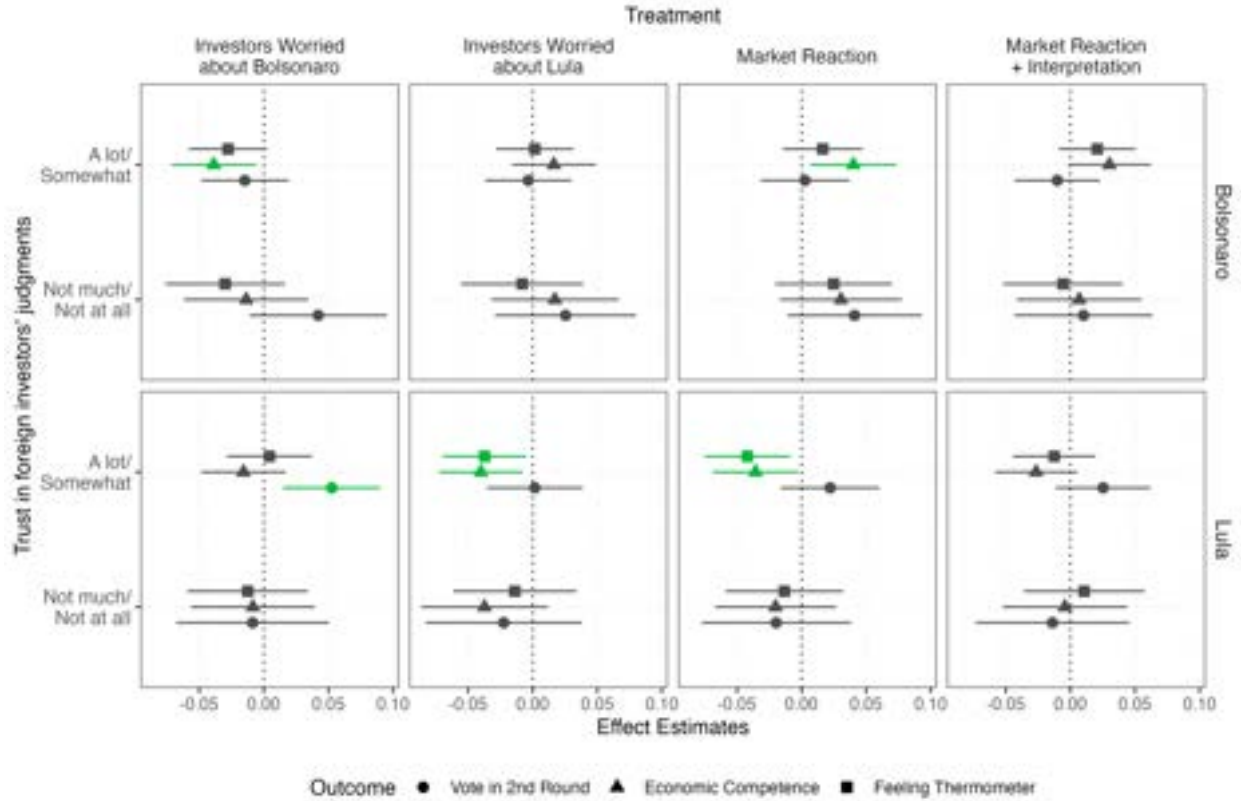 Treatment
Investors Worried
about Bolsonaro
Investors Worried
about Lula
Market Reaction
Market Reaction
+ Interpretation
Trust in foreign investors' judgments
A lot/
Somewhat
Not much/
Not at all
Bolsonaro
A lot/
Somewhat
Not much/
Not at all
Lula
-0.05 0.00 0.05 0.10 -0.05 0.00 0.05 0.10 -0.05 0.00 0.05 0.10 -0.05 0.00 0.05 0.10
Effect Estimates
Outcome Vote in 2nd Round Economic Competence Feeling Thermometer